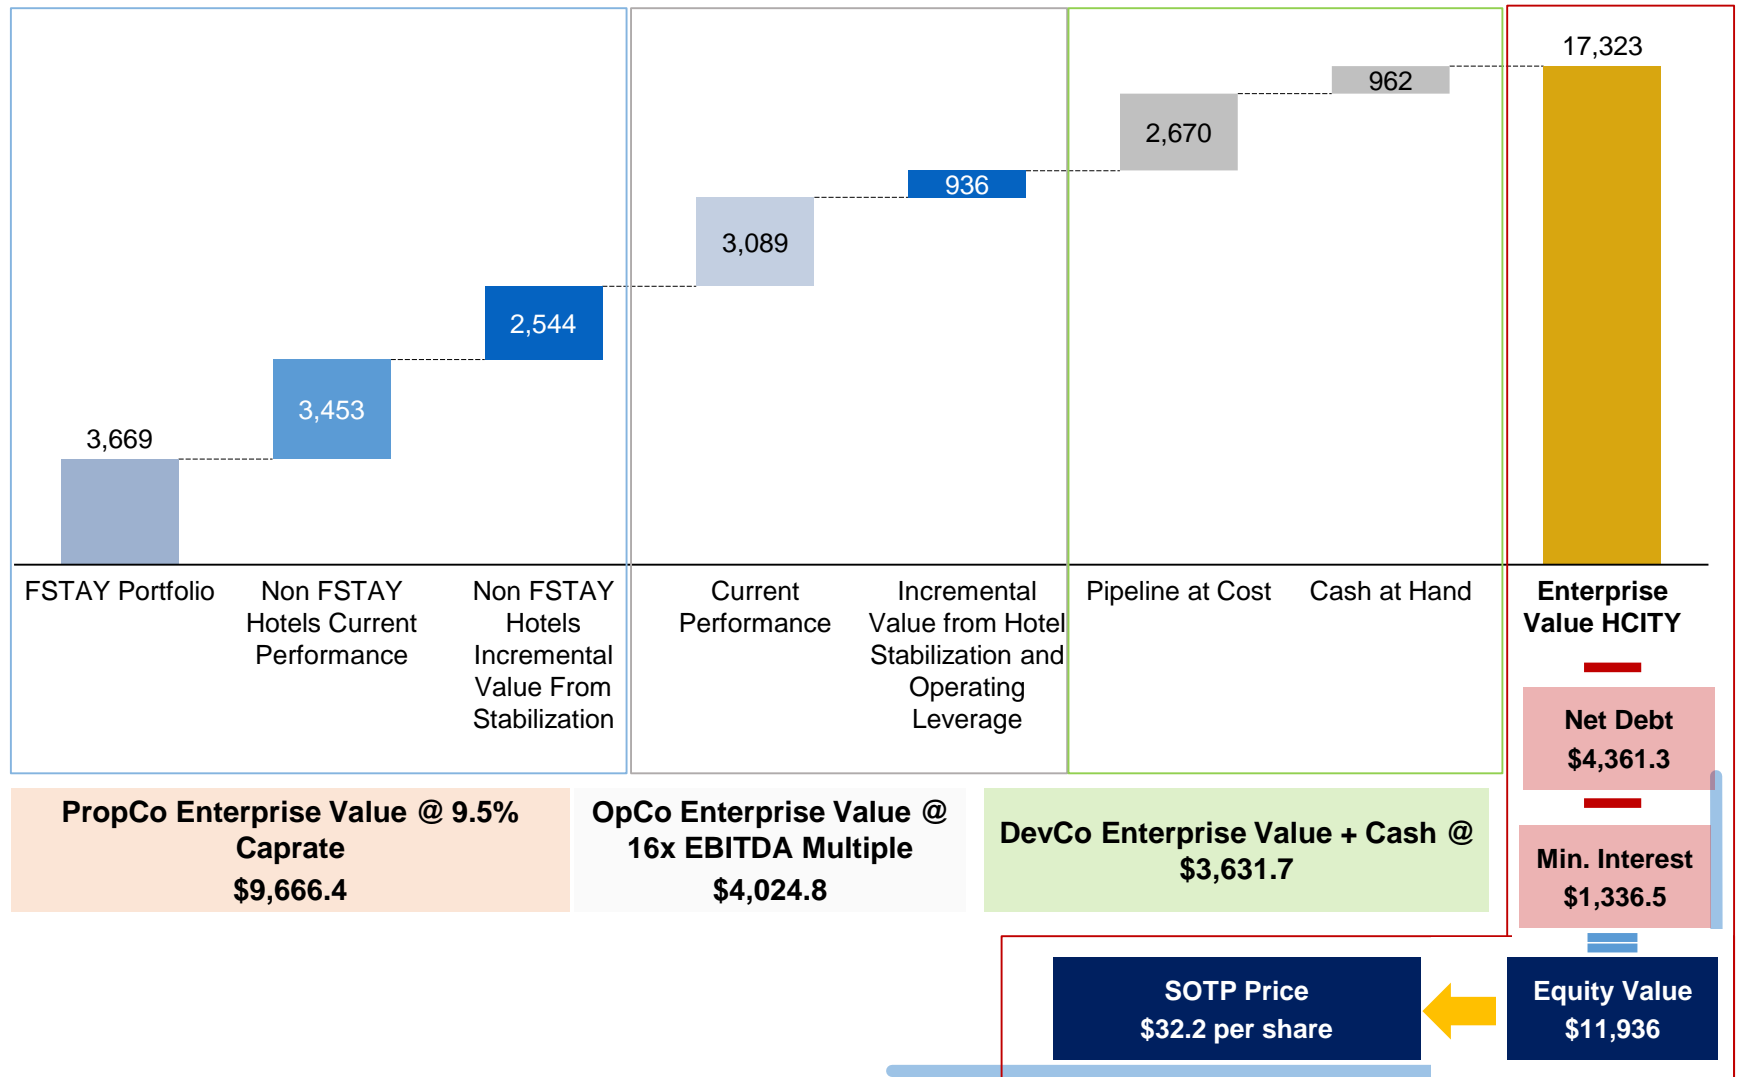 17,323
962
2,670
936
3,089
2,544
3,453
3,669
FSTAY Portfolio
Non FSTAY
Hotels Current
Performance
Non FSTAY
Hotels
Incremental
Value From
Stabilization
Current
Performance
Incremental
Value from Hotel
Stabilization and
Operating
Leverage
Pipeline at Cost
Cash at Hand
Enterprise
Value HCITY
Net Debt
$4,361.3
Min. Interest
$1,336.5
PropCo Enterprise Value @ 9.5%
Caprate
$9,666.4
OpCo Enterprise Value @
16x EBITDA Multiple
$4,024.8
DevCo Enterprise Value + Cash @
$3,631.7
SOTP Price
$32.2 per share
Equity Value
$11,936